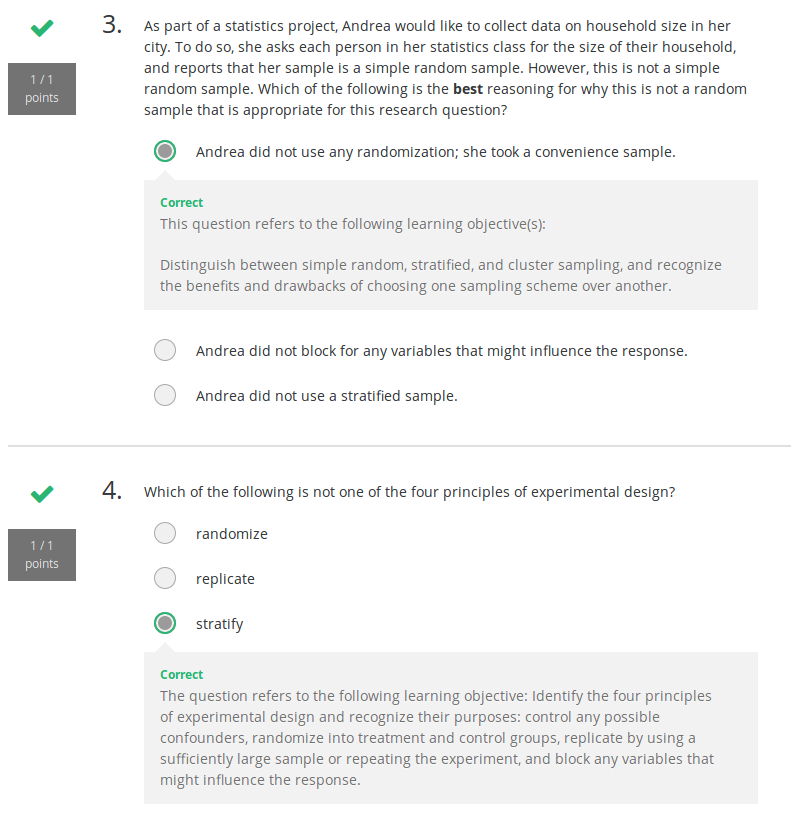 3.
As part of a statistics project, Andrea would like to collect data on household size in her
city. To do so, she asks each person in her statistics class for the size of their household,
and reports that her sample is a simple random sample. However, this is not a simple
random sample. Which of the following is the best reasoning for why this is not a random
sample that is appropriate for this research question?
1 / 1
points
Andrea did not use any randomization; she took a convenience sample.
Correct
This question refers to the following learning objective(s):
Distinguish between simple random, stratified, and cluster sampling, and recognize
the benefits and drawbacks of choosing one sampling scheme over another.
Andrea did not block for any variables that might influence the response.
Andrea did not use a stratified sample.
4.
Which of the following is not one of the four principles of experimental design?
1 / 1
points
randomize
replicate
stratify
Correct
The question refers to the following learning objective: Identify the four principles
of experimental design and recognize their purposes: control any possible
confounders, randomize into treatment and control groups, replicate by using a
sufficiently large sample or repeating the experiment, and block any variables that
might influence the response.